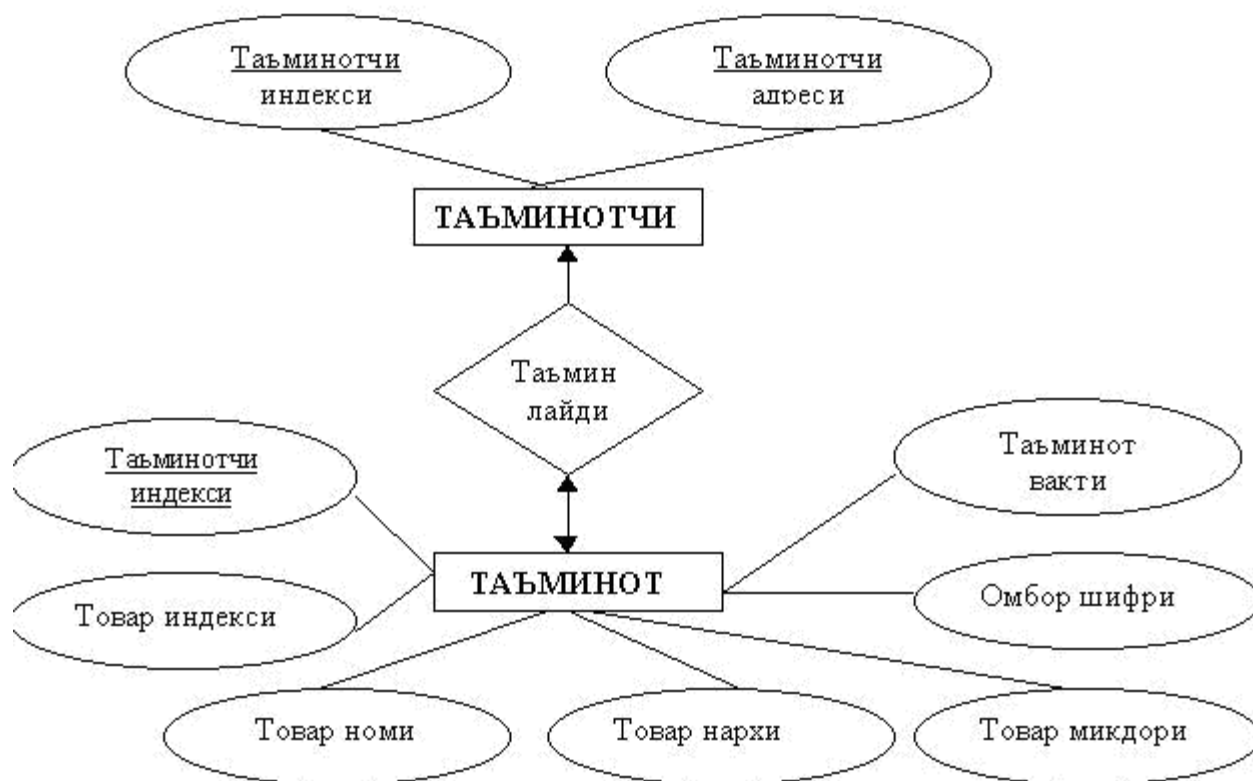 Таъминотчи
индекси
Таъминотчи
адреси
ТАЪМИНОТЧИ
Таъмин
лайди
Таъминотчи
индекси
Таъминот
вакти
ТАЪМИНОТ
Товар индекси
Омбор шифри
Товар номи
Товар нархи
Товар микдори